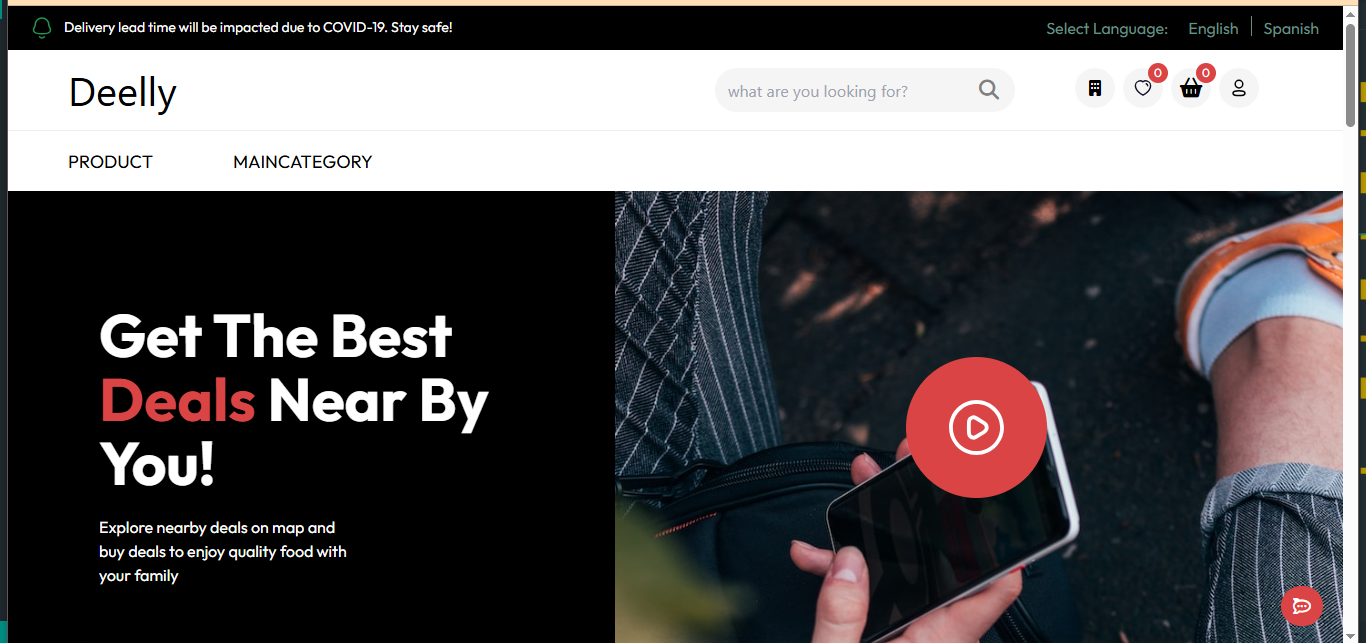 Delivery lead time will be impacted due to COVID-19. Stay safe!
Select Language: English Spanish
Deelly
what are you looking for?
0
0
PRODUCT MAINCATEGORY
Get The Best
Deals Near By
You!
Explore nearby deals on map and
buy deals to enjoy quality food with
your family